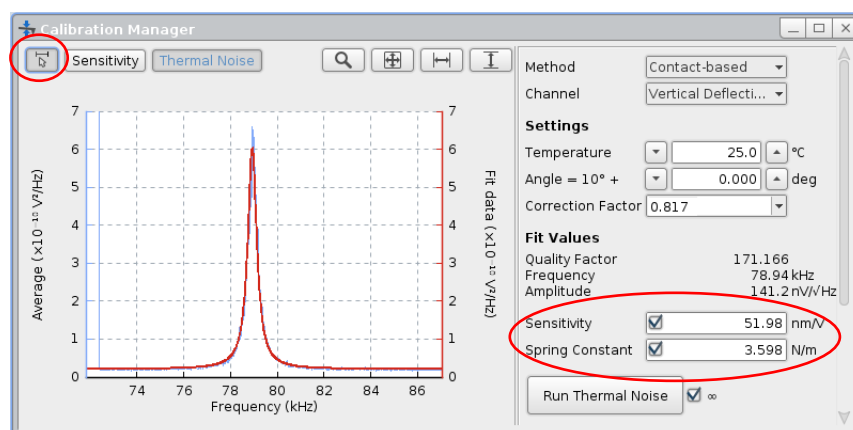 Calibration Manager
Sensitivity Thermal Noise
7 7
6 6
5 5
4 4
3 3
2 2
1 1
0 0
74 76 78 80 82 84 86
Frequency (kHz)
Average (×10⁻¹⁰ V²/Hz)
Fit data (×10⁻¹⁰ V²/Hz)
Method Contact-based
Channel Vertical Deflecti...
Settings
Temperature 25.0 °C
Angle = 10° + 0.000 deg
Correction Factor 0.817
Fit Values
Quality Factor 171.166
Frequency 78.94 kHz
Amplitude 141.2 nV/√Hz
Sensitivity 51.98 nm/V
Spring Constant 3.598 N/m
Run Thermal Noise ∞